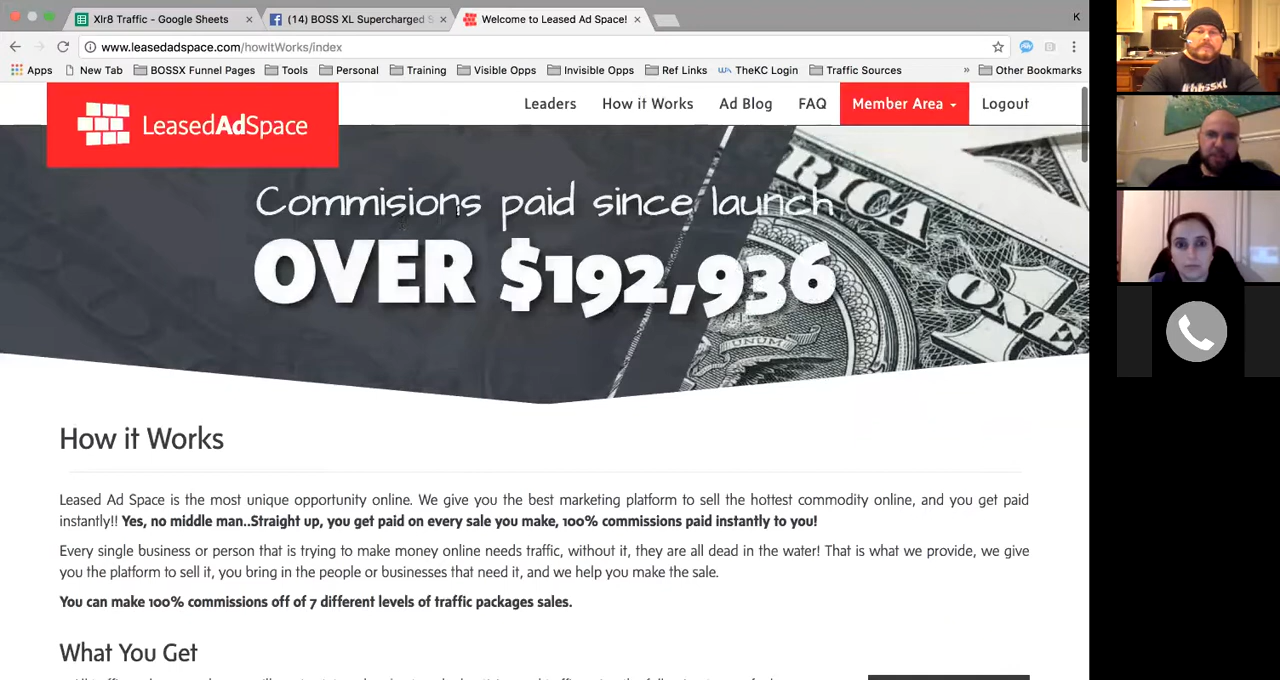 Xlr8 Traffic - Google Sheets
(14) BOSS XL Supercharged S
Welcome to Leased Ad Space!
K
www.leasedadspace.com/howItWorks/index
Apps New Tab BOSSX Funnel Pages Tools Personal Training Visible Opps Invisible Opps Ref Links TheKC Login Traffic Sources » Other Bookmarks
LeasedAdSpace
Leaders How it Works Ad Blog FAQ Member Area Logout
Commisions paid since launch
OVER $192,936
RICA
ONE
UNUM
How it Works
Leased Ad Space is the most unique opportunity online. We give you the best marketing platform to sell the hottest commodity online, and you get paid
instantly!! Yes, no middle man..Straight up, you get paid on every sale you make, 100% commissions paid instantly to you!
Every single business or person that is trying to make money online needs traffic, without it, they are all dead in the water! That is what we provide, we give
you the platform to sell it, you bring in the people or businesses that need it, and we help you make the sale.
You can make 100% commissions off of 7 different levels of traffic packages sales.
What You Get